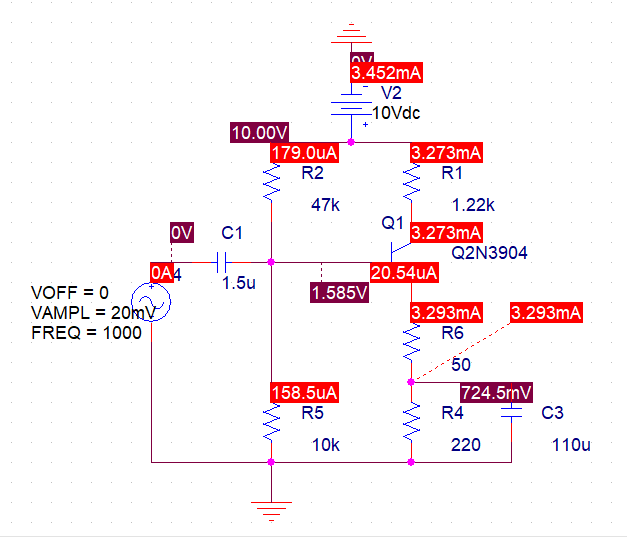 0V
3.452mA
V2
10Vdc
10.00V
179.0uA
3.273mA
R2
R1
47k
1.22k
0V
C1
Q1
3.273mA
Q2N3904
0A
4
1.5u
20.54uA
1.585V
VOFF = 0
VAMPL = 20mV
FREQ = 1000
3.293mA
3.293mA
R6
50
158.5uA
724.5mV
R5
R4
C3
10k
220
110u